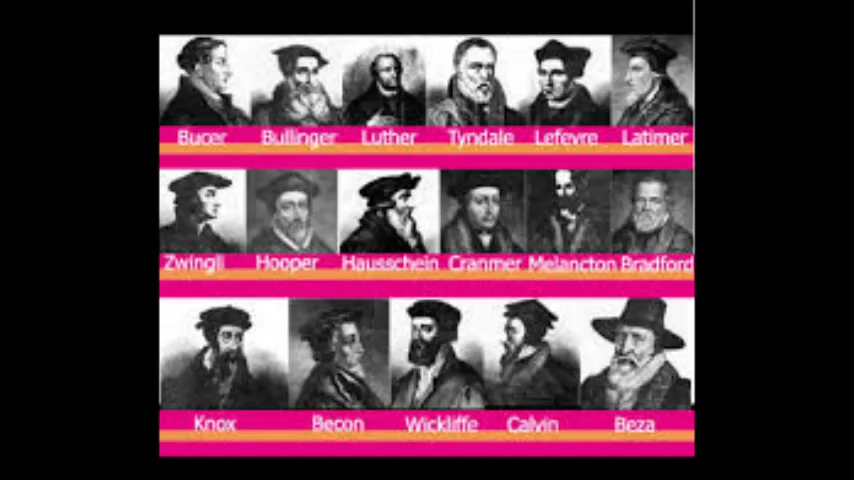 Bucer Bullinger Luther Tyndale Lefevre Latimer
Zwingli Hooper Hausschein Cranmer Melancton Bradford
Knox Becon Wickliffe Calvin Beza